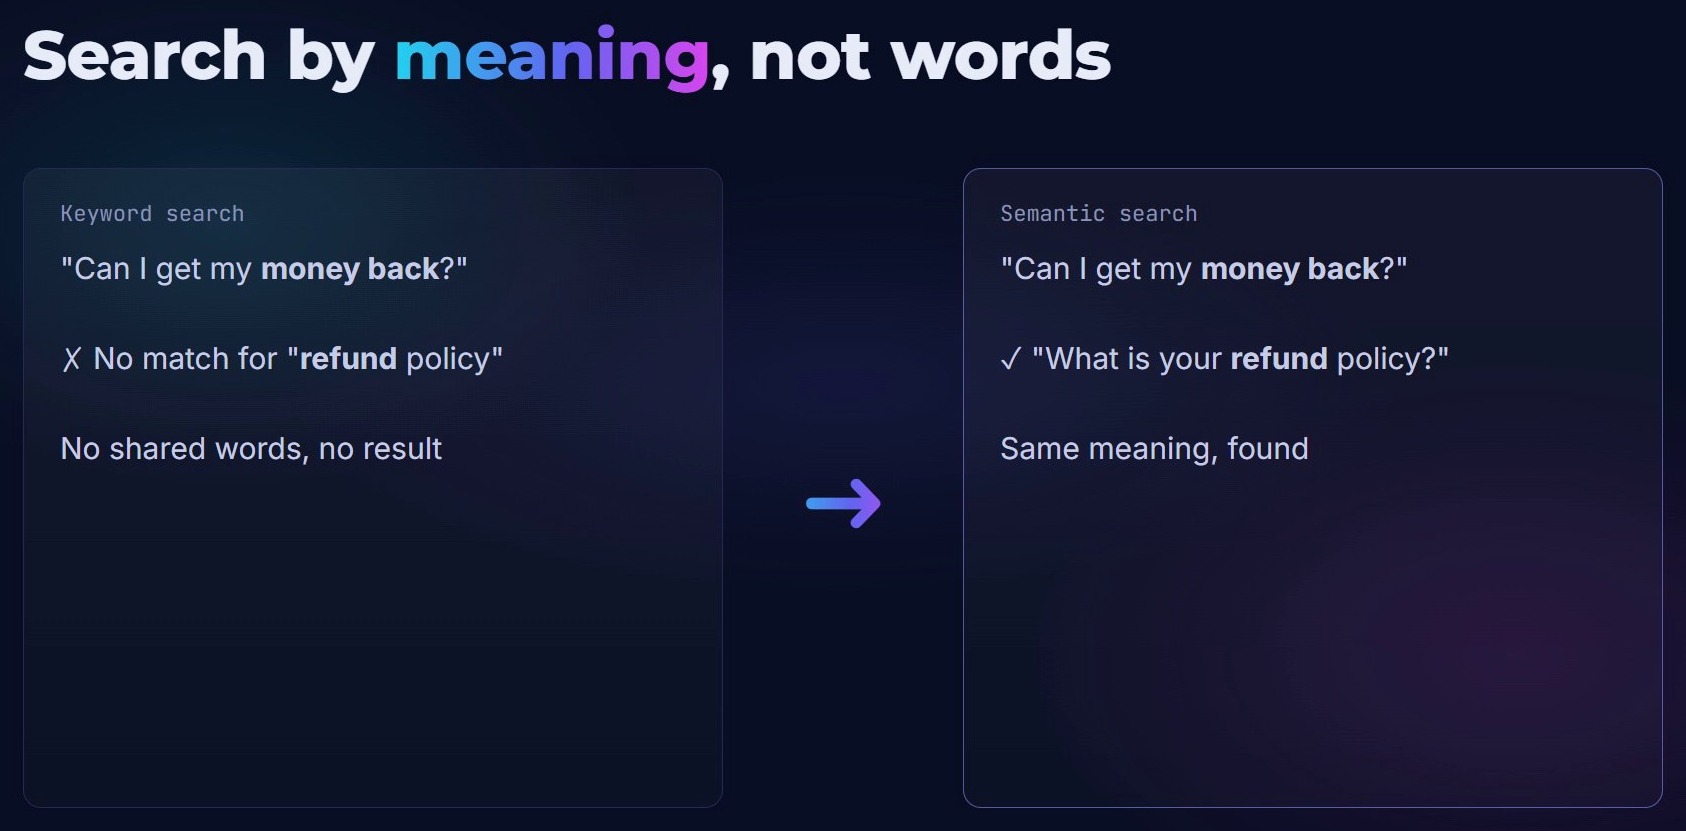 Search by meaning, not words
Keyword search
"Can I get my money back?"
✗ No match for "refund policy"
No shared words, no result
Semantic search
"Can I get my money back?"
✓ "What is your refund policy?"
Same meaning, found